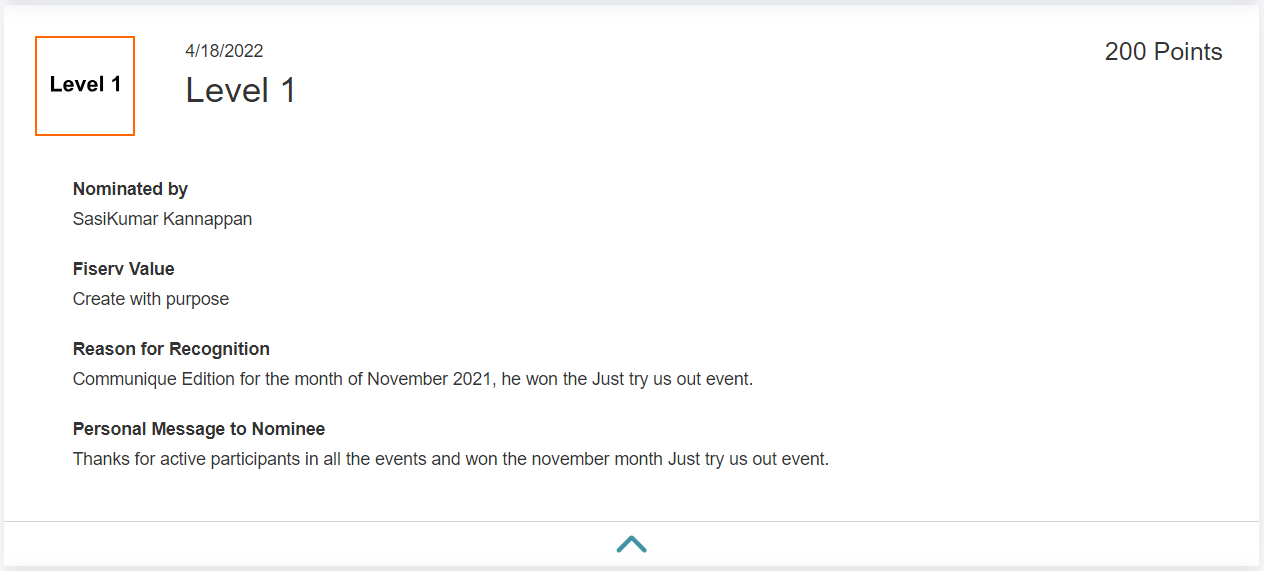 Level 1
4/18/2022
Level 1
200 Points
Nominated by
SasiKumar Kannappan
Fiserv Value
Create with purpose
Reason for Recognition
Communique Edition for the month of November 2021, he won the Just try us out event.
Personal Message to Nominee
Thanks for active participants in all the events and won the november month Just try us out event.